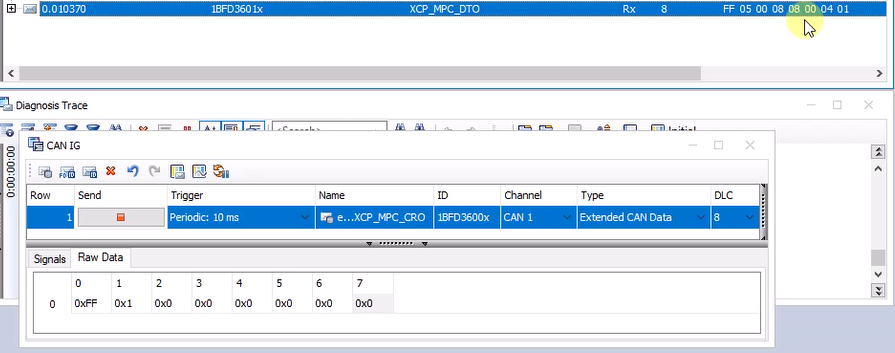 0.010370 1BFD3601x XCP_MPC_DTO Rx 8 FF 05 00 08 08 00 04 01
Diagnosis Trace
<Search>
Initial
0:00:00:00
CAN IG
Row Send Trigger Name ID Channel Type DLC
1 Periodic: 10 ms e...XCP_MPC_CRO 1BFD3600x CAN 1 Extended CAN Data 8
Signals Raw Data
0 1 2 3 4 5 6 7
0 0xFF 0x1 0x0 0x0 0x0 0x0 0x0 0x0